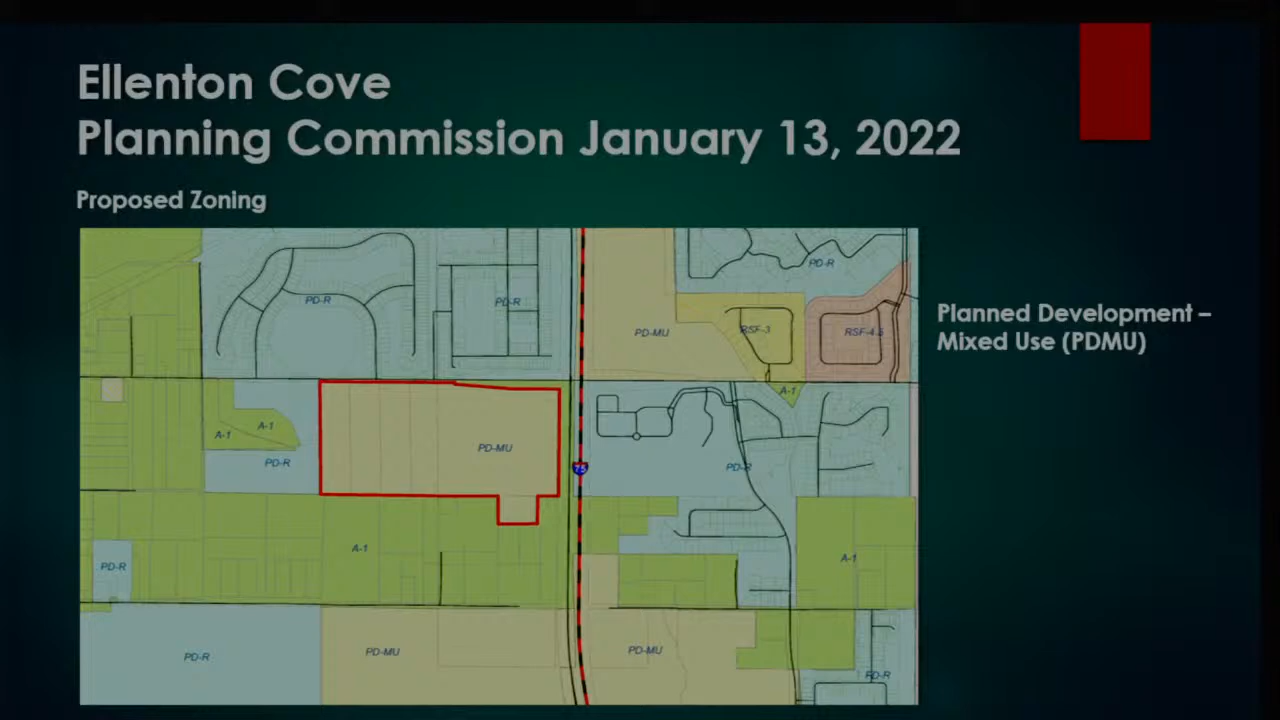 Ellenton Cove
Planning Commission January 13, 2022
Proposed Zoning
Planned Development –
Mixed Use (PDMU)
PD-R
PD-R
PD-R
PD-MU
RSF-3
RSF-4.5
A-1
A-1
A-1
PD-R
PD-MU
75
PD-R
A-1
A-1
PD-R
PD-R
PD-MU
PD-MU
PD-R